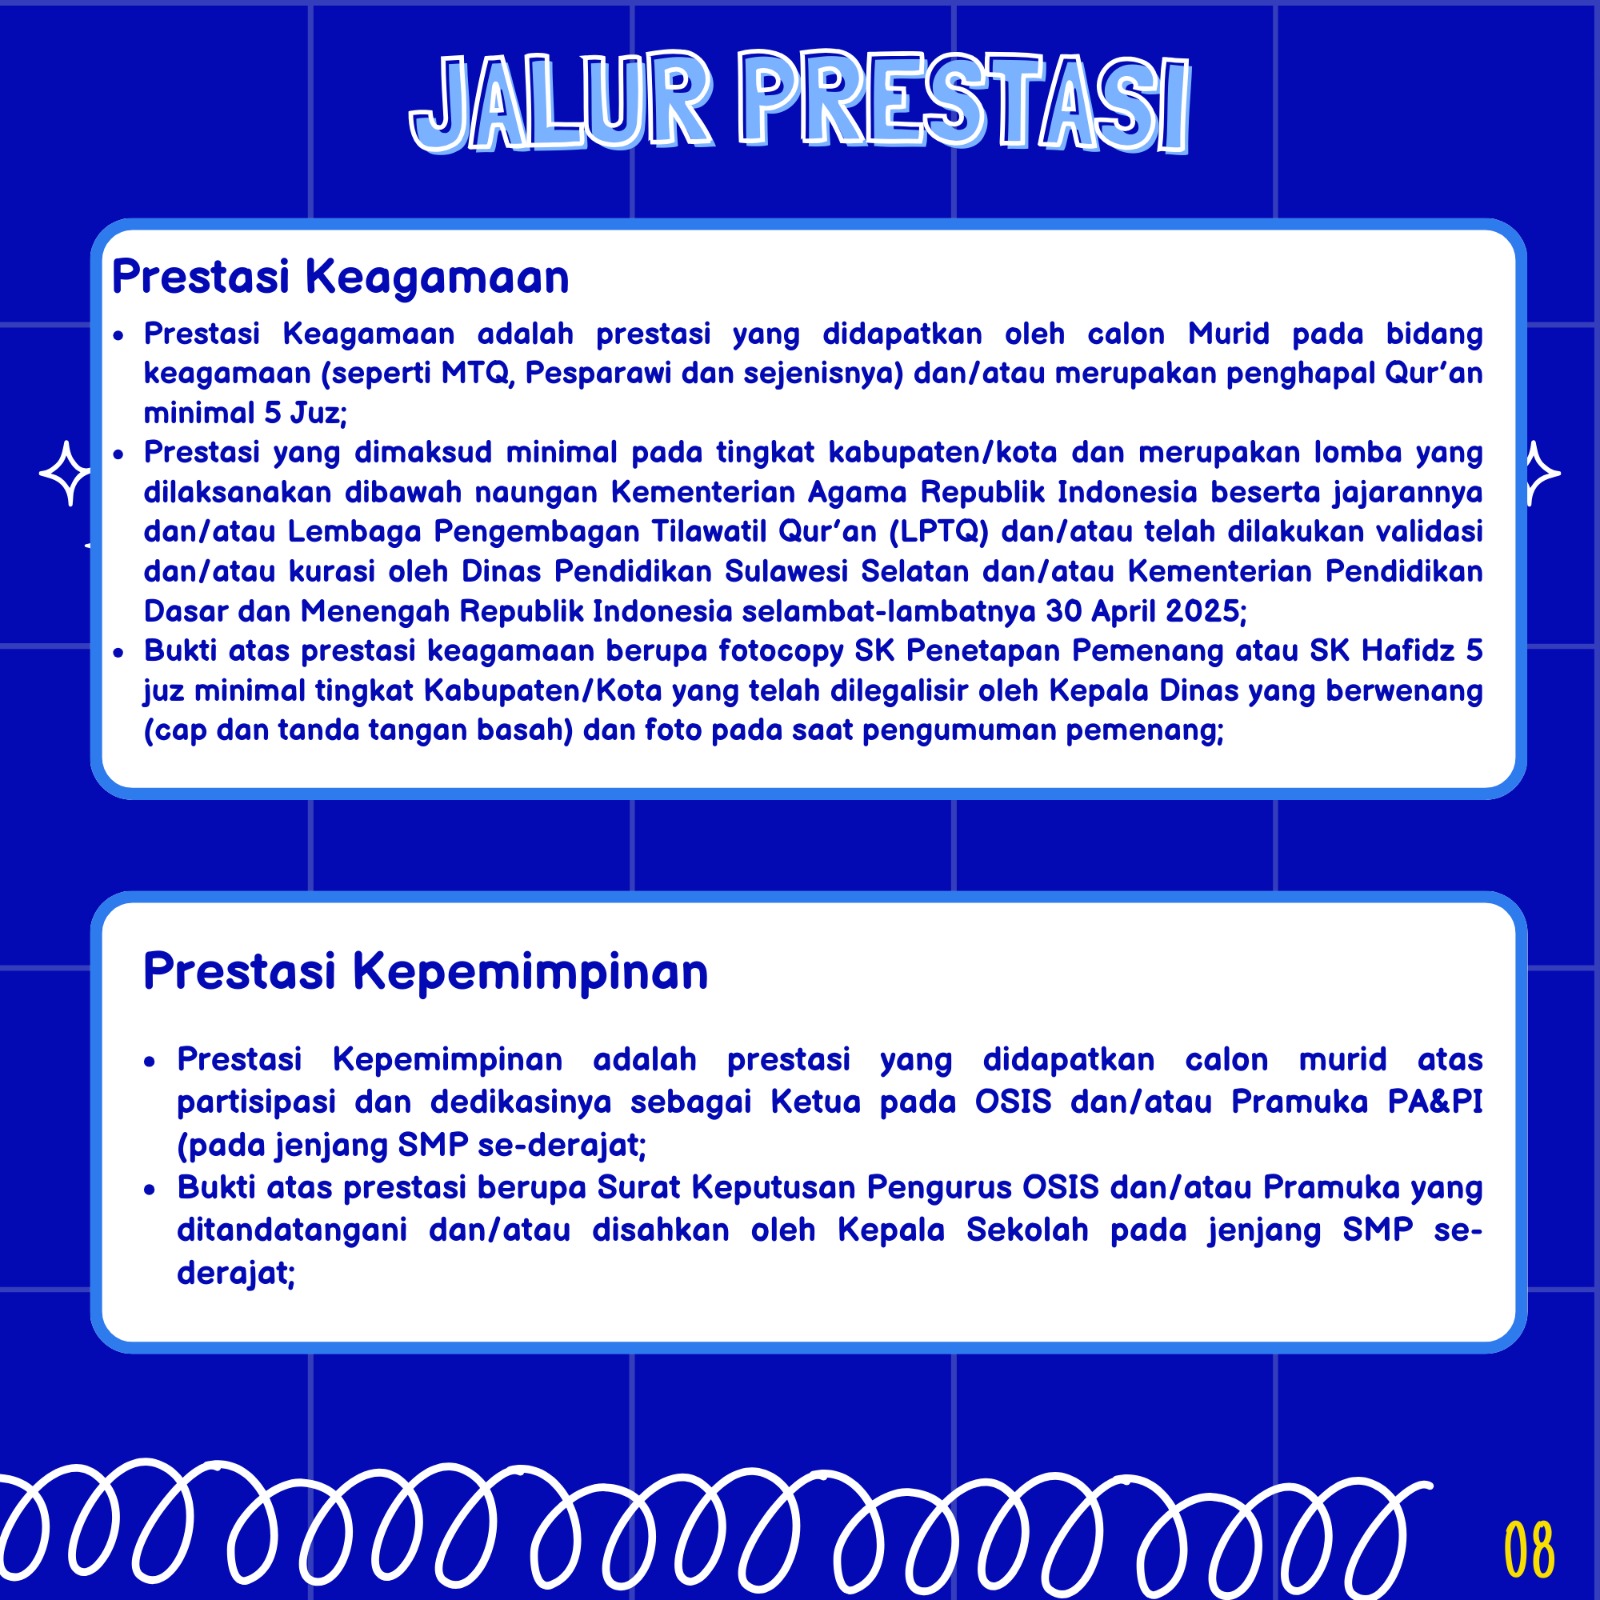 JALUR PRESTASI
Prestasi Keagamaan
• Prestasi Keagamaan adalah prestasi yang didapatkan oleh calon Murid pada bidang
keagamaan (seperti MTQ, Pesparawi dan sejenisnya) dan/atau merupakan penghapal Qur'an
minimal 5 Juz;
• Prestasi yang dimaksud minimal pada tingkat kabupaten/kota dan merupakan lomba yang
dilaksanakan dibawah naungan Kementerian Agama Republik Indonesia beserta jajarannya
dan/atau Lembaga Pengembagan Tilawatil Qur'an (LPTQ) dan/atau telah dilakukan validasi
dan/atau kurasi oleh Dinas Pendidikan Sulawesi Selatan dan/atau Kementerian Pendidikan
Dasar dan Menengah Republik Indonesia selambat-lambatnya 30 April 2025;
• Bukti atas prestasi keagamaan berupa fotocopy SK Penetapan Pemenang atau SK Hafidz 5
juz minimal tingkat Kabupaten/Kota yang telah dilegalisir oleh Kepala Dinas yang berwenang
(cap dan tanda tangan basah) dan foto pada saat pengumuman pemenang;
Prestasi Kepemimpinan
• Prestasi Kepemimpinan adalah prestasi yang didapatkan calon murid atas
partisipasi dan dedikasinya sebagai Ketua pada OSIS dan/atau Pramuka PA&PI
(pada jenjang SMP se-derajat;
• Bukti atas prestasi berupa Surat Keputusan Pengurus OSIS dan/atau Pramuka yang
ditandatangani dan/atau disahkan oleh Kepala Sekolah pada jenjang SMP se-
derajat;
08